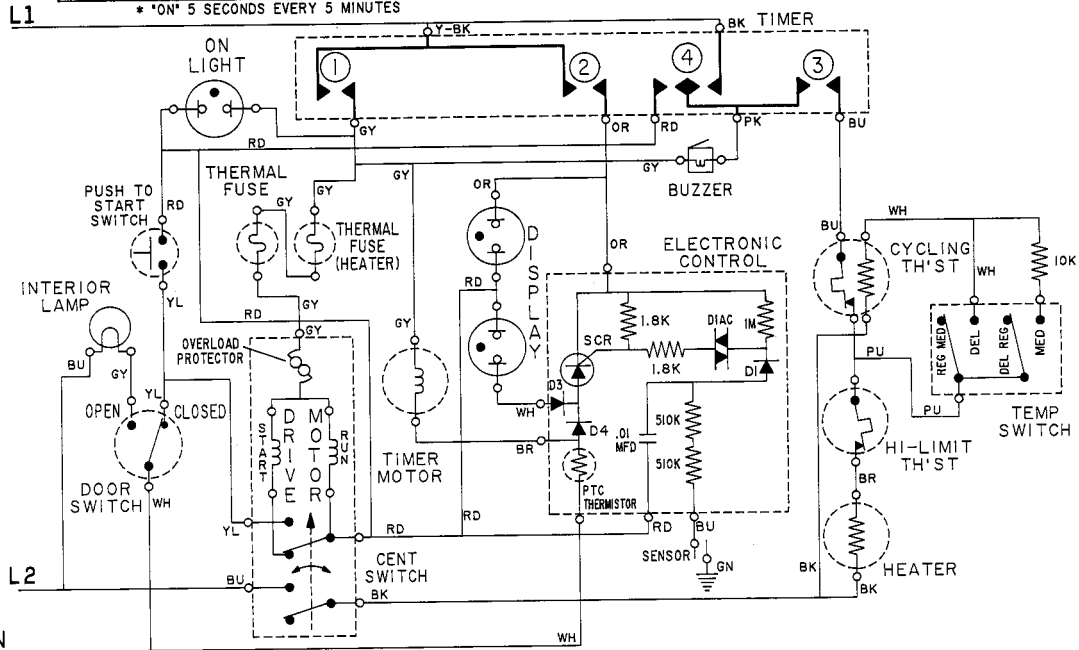 * "ON" 5 SECONDS EVERY 5 MINUTES
L1
Y-BK
BK
TIMER
ON
LIGHT
1
2
4
3
GY
OR
RD
PK
BU
RD
GY
BUZZER
PUSH TO
START
SWITCH
RD
THERMAL
FUSE
GY
GY
THERMAL
FUSE
(HEATER)
GY
OR
DISPLAY
OR
ELECTRONIC
CONTROL
BU
WH
CYCLING
TH'ST
WH
10K
YL
INTERIOR
LAMP
RD
GY
GY
RD
SCR
1.8K
DIAC
1M
1.8K
D1
REG MED
DEL
DEL REG
MED
PU
PU
TEMP
SWITCH
BU
GY
OVERLOAD
PROTECTOR
YL
OPEN
CLOSED
DRIVE
MOTOR
START
RUN
WH
D3
D4
BR
.01
MFD
510K
510K
HI-LIMIT
TH'ST
BR
DOOR
SWITCH
WH
TIMER
MOTOR
PTC
THERMISTOR
YL
RD
RD
RD
BU
SENSOR
GN
CENT
SWITCH
HEATER
BK
BK
L2
BU
BK
N
WH